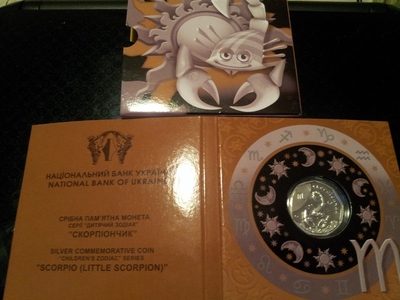 НАЦІОНАЛЬНИЙ БАНК УКРАЇНИ
NATIONAL BANK OF UKRAINE
СРІБНА ПАМ'ЯТНА МОНЕТА
СЕРІЇ "ДИТЯЧИЙ ЗОДІАК"
"СКОРПІОНЧИК"
SILVER COMMEMORATIVE COIN
"CHILDREN'S ZODIAC" SERIES
"SCORPIO (LITTLE SCORPION)"